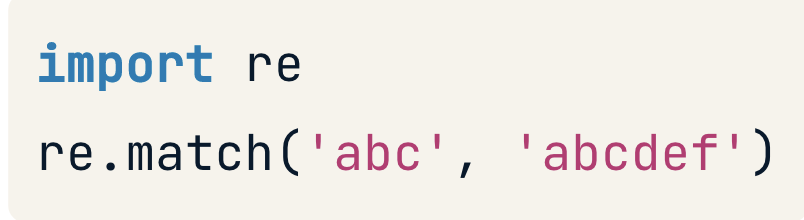 import re
re.match('abc', 'abcdef')